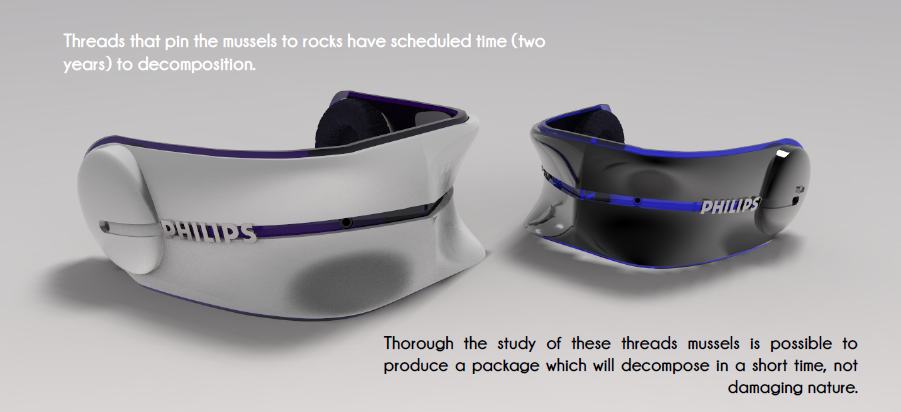 Threads that pin the mussels to rocks have scheduled time (two
years) to decomposition.
PHILIPS
PHILIPS
Thorough the study of these threads mussels is possible to
produce a package which will decompose in a short time, not
damaging nature.